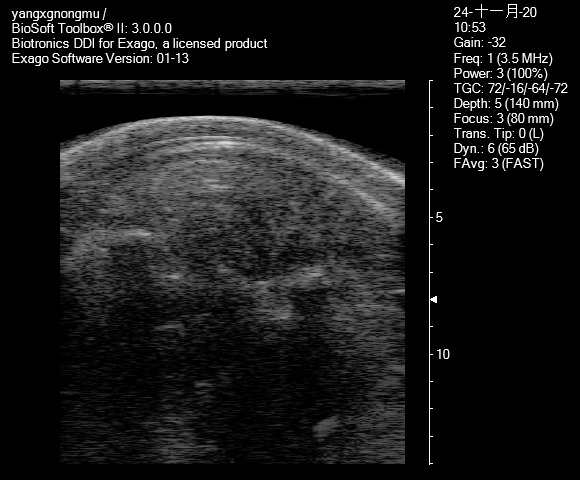 yangxgnongmu /
BioSoft Toolbox® II: 3.0.0.0
Biotronics DDI for Exago, a licensed product
Exago Software Version: 01-13
24-十一月-20
10:53
Gain: -32
Freq: 1 (3.5 MHz)
Power: 3 (100%)
TGC: 72/-16/-64/-72
Depth: 5 (140 mm)
Focus: 3 (80 mm)
Trans. Tip: 0 (L)
Dyn.: 6 (65 dB)
FAvg: 3 (FAST)
5
10